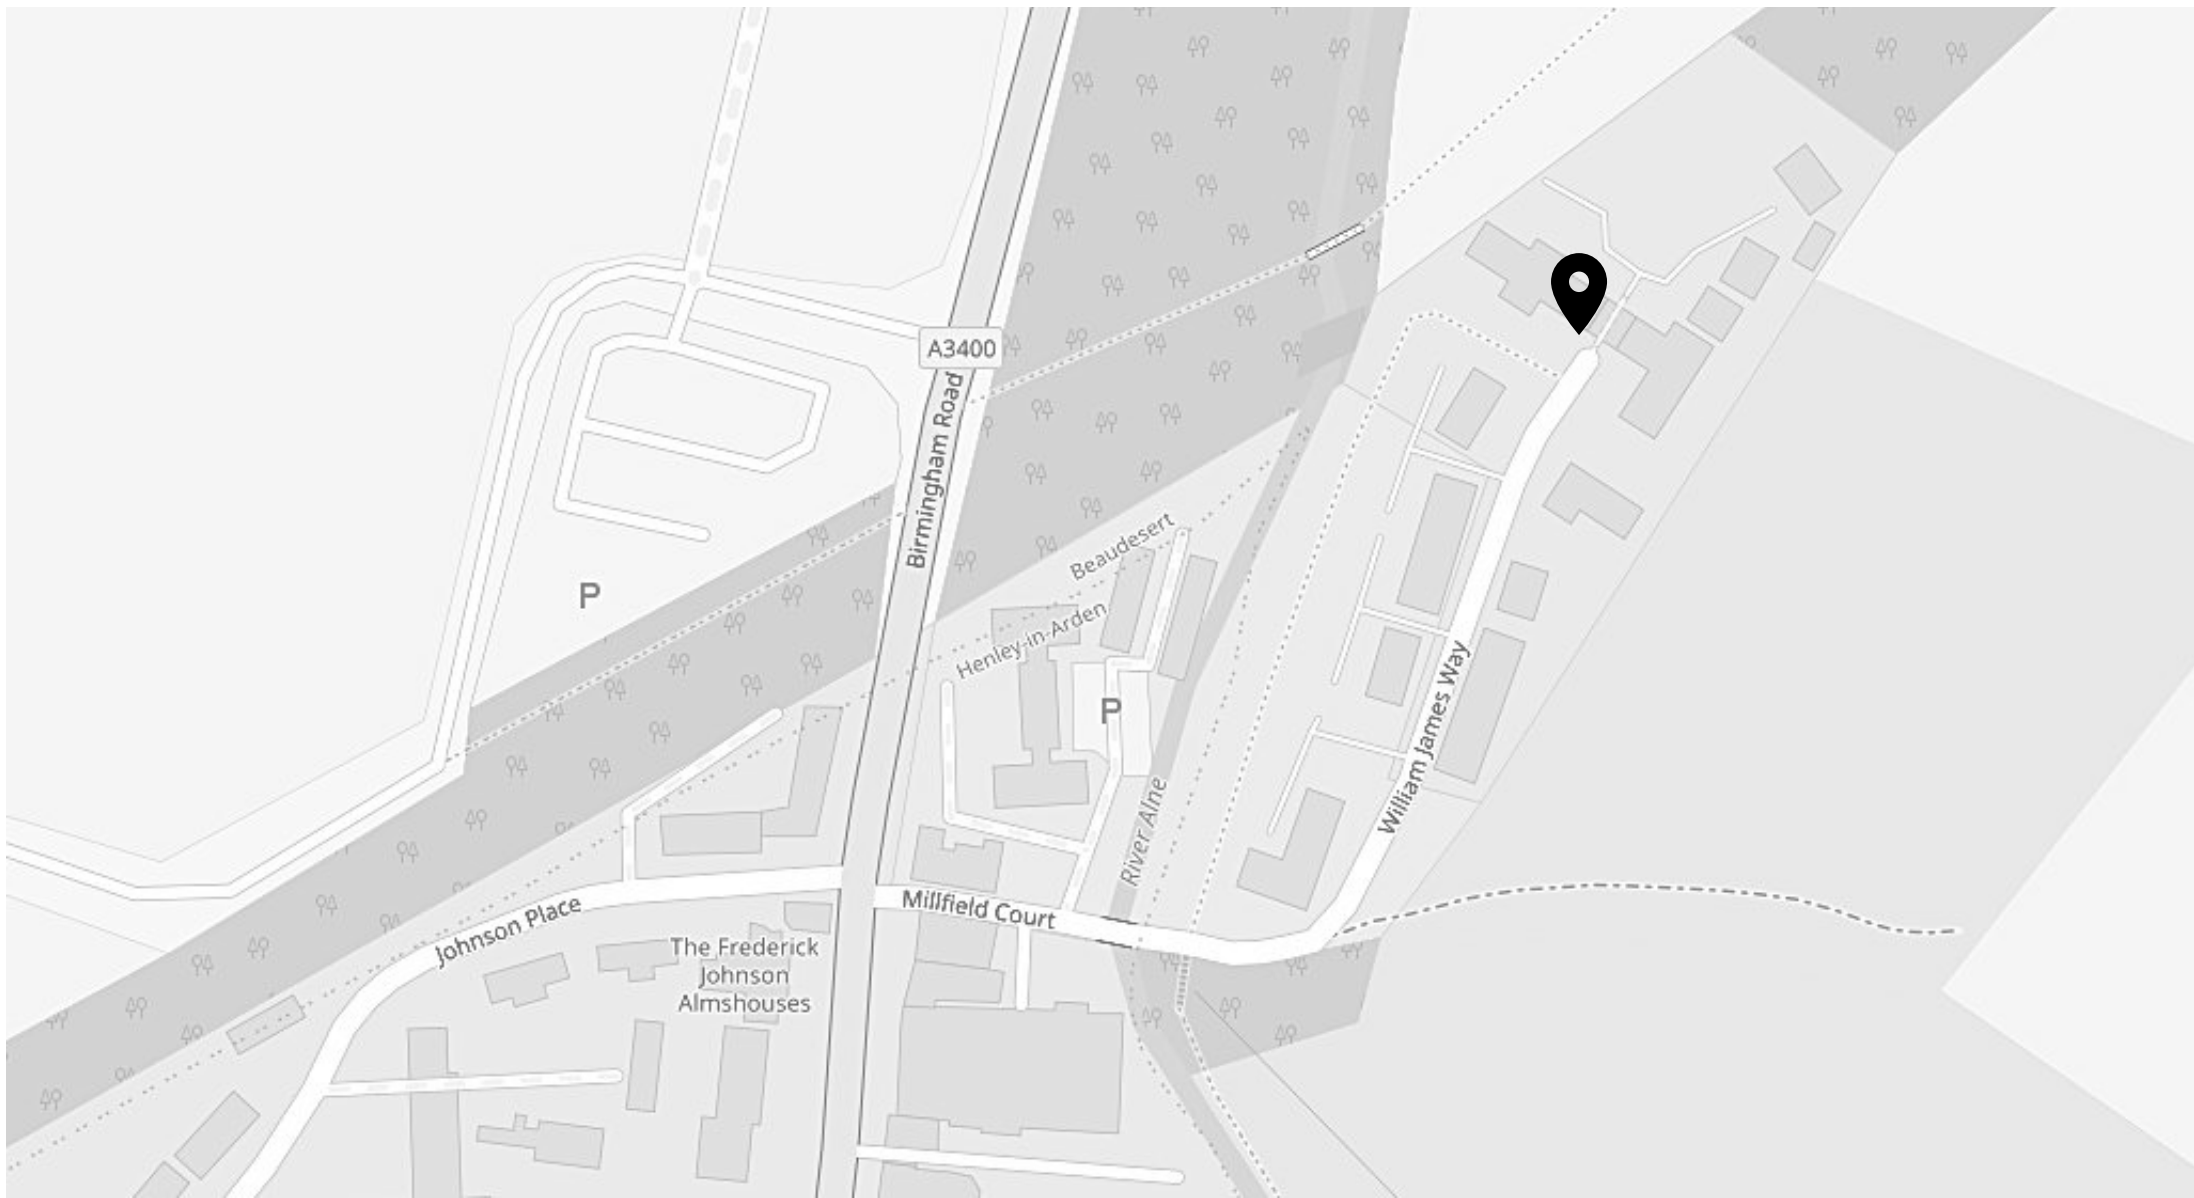 A3400
Birmingham Road
P
Beaudesert
Henley-in-Arden
P
William James Way
River Alne
Millfield Court
Johnson Place
The Frederick
Johnson
Almshouses